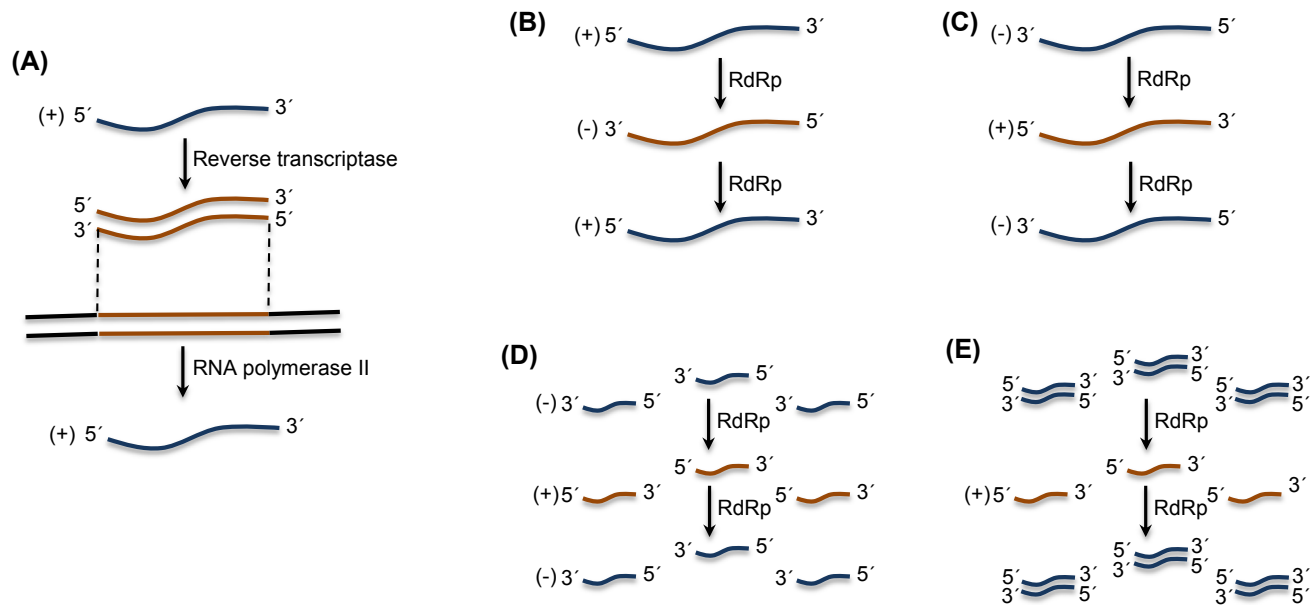 (A)
(+) 5´ 3´
Reverse transcriptase
5´ 3´
3´ 5´
RNA polymerase II
(+) 5´ 3´
(B)
(+) 5´ 3´
RdRp
(-) 3´ 5´
RdRp
(+) 5´ 3´
(C)
(-) 3´ 5´
RdRp
(+) 5´ 3´
RdRp
(-) 3´ 5´
(D)
3´ 5´
(-) 3´ 5´ 3´ 5´
RdRp
5´ 3´
(+) 5´ 3´ 5´ 3´
RdRp
3´ 5´
(-) 3´ 5´ 3´ 5´
(E)
5´ 3´
3´ 5´
5´ 3´ 5´ 3´
3´ 5´ 3´ 5´
RdRp
5´ 3´
(+) 5´ 3´ 5´ 3´
RdRp
5´ 3´
3´ 5´
5´ 3´ 5´ 3´
3´ 5´ 3´ 5´